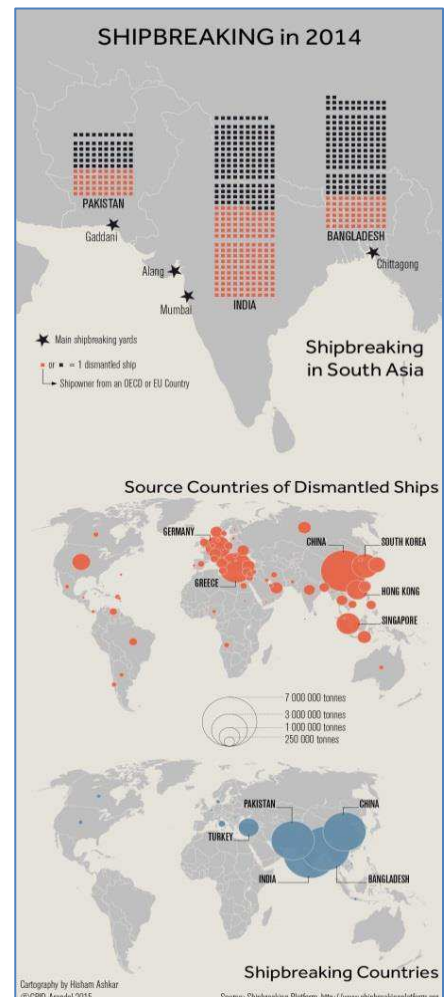 SHIPBREAKING in 2014
PAKISTAN
Gaddani
Alang
Mumbai
INDIA
BANGLADESH
Chittagong
Main shipbreaking yards
or = 1 dismantled ship
Shipowner from an OECD or EU Country
Shipbreaking
in South Asia
Source Countries of Dismantled Ships
GERMANY
GREECE
CHINA
SOUTH KOREA
HONG KONG
SINGAPORE
7 000 000 tonnes
3 000 000 tonnes
1 000 000 tonnes
250 000 tonnes
PAKISTAN
CHINA
TURKEY
INDIA
BANGLADESH
Shipbreaking Countries
Cartography by Hisham Ashkar